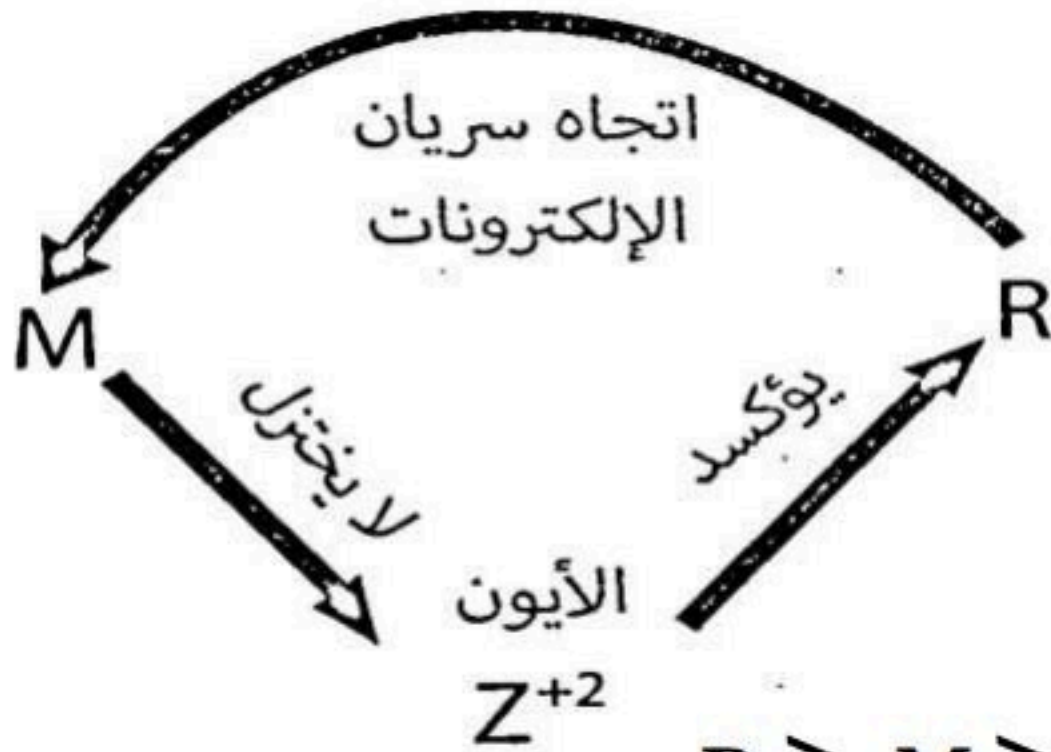 اتجاه سريان
الإلكترونات
M
R
لا يختزل
يؤكسد
الأيون
Z+2